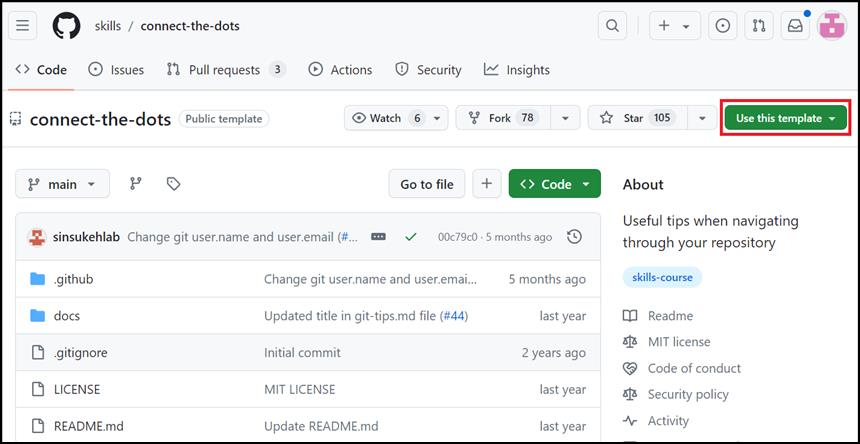 skills / connect-the-dots
Code Issues Pull requests 3 Actions Security Insights
connect-the-dots Public template Watch 6 Fork 78 Star 105 Use this template
main Go to file Code
sinsukehlab Change git user.name and user.email (#... 00c79c0 · 5 months ago
.github Change git user.name and user.emai... 5 months ago
docs Updated title in git-tips.md file (#44) last year
.gitignore Initial commit 2 years ago
LICENSE MIT LICENSE last year
README.md Update README.md last year
About
Useful tips when navigating
through your repository
skills-course
Readme
MIT license
Code of conduct
Security policy
Activity